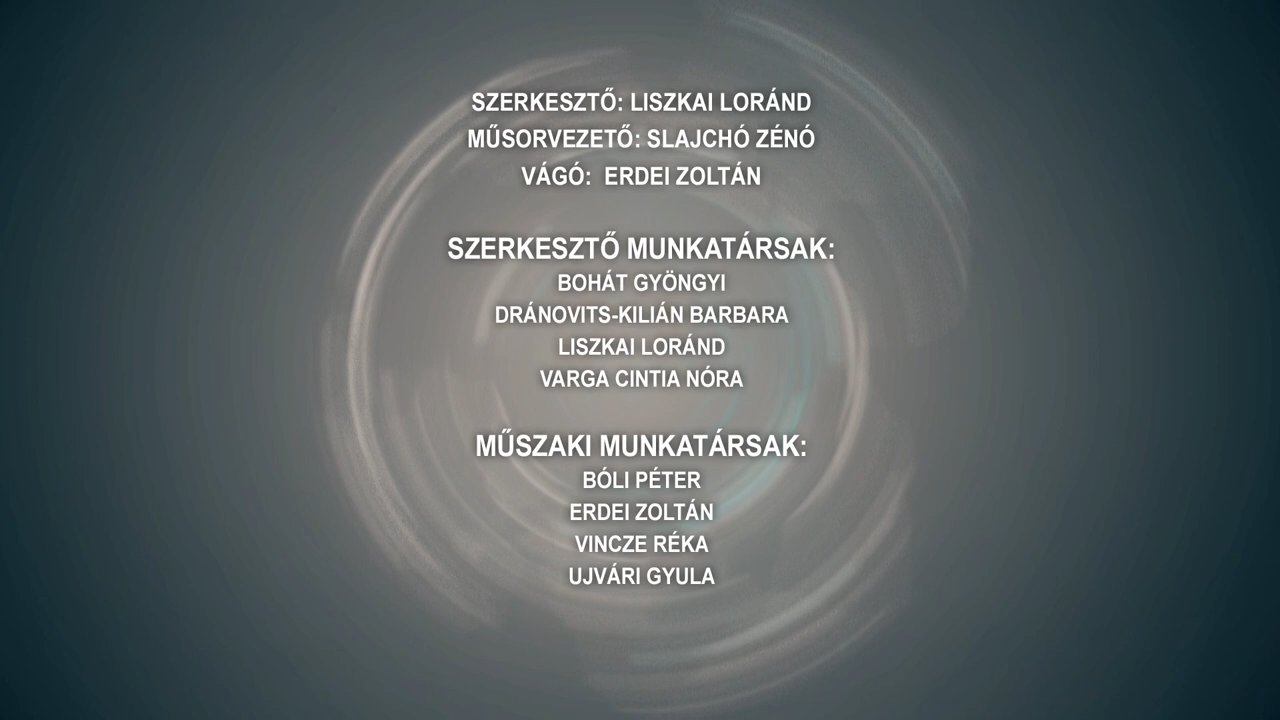 SZERKESZTŐ: LISZKAI LORÁND
MŰSORVEZETŐ: SLAJCHÓ ZÉNÓ
VÁGÓ: ERDEI ZOLTÁN
SZERKESZTŐ MUNKATÁRSAK:
BOHÁT GYÖNGYI
DRÁNOVITS-KILIÁN BARBARA
LISZKAI LORÁND
VARGA CINTIA NÓRA
MŰSZAKI MUNKATÁRSAK:
BÓLI PÉTER
ERDEI ZOLTÁN
VINCZE RÉKA
UJVÁRI GYULA